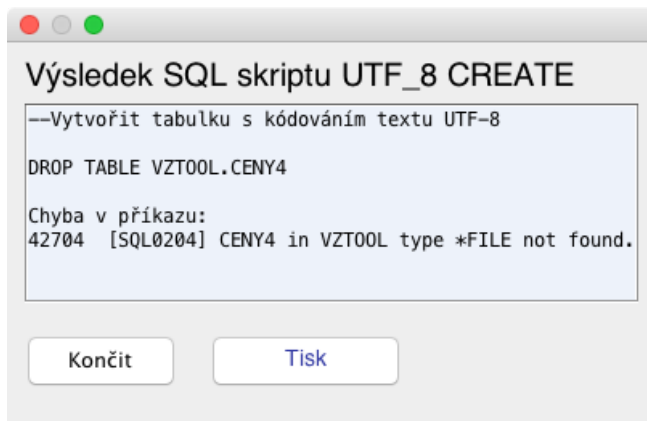 Výsledek SQL skriptu UTF_8 CREATE
--Vytvořit tabulku s kódováním textu UTF-8
DROP TABLE VZTOOL.CENY4
Chyba v příkazu:
42704  [SQL0204] CENY4 in VZTOOL type *FILE not found.
Končit
Tisk